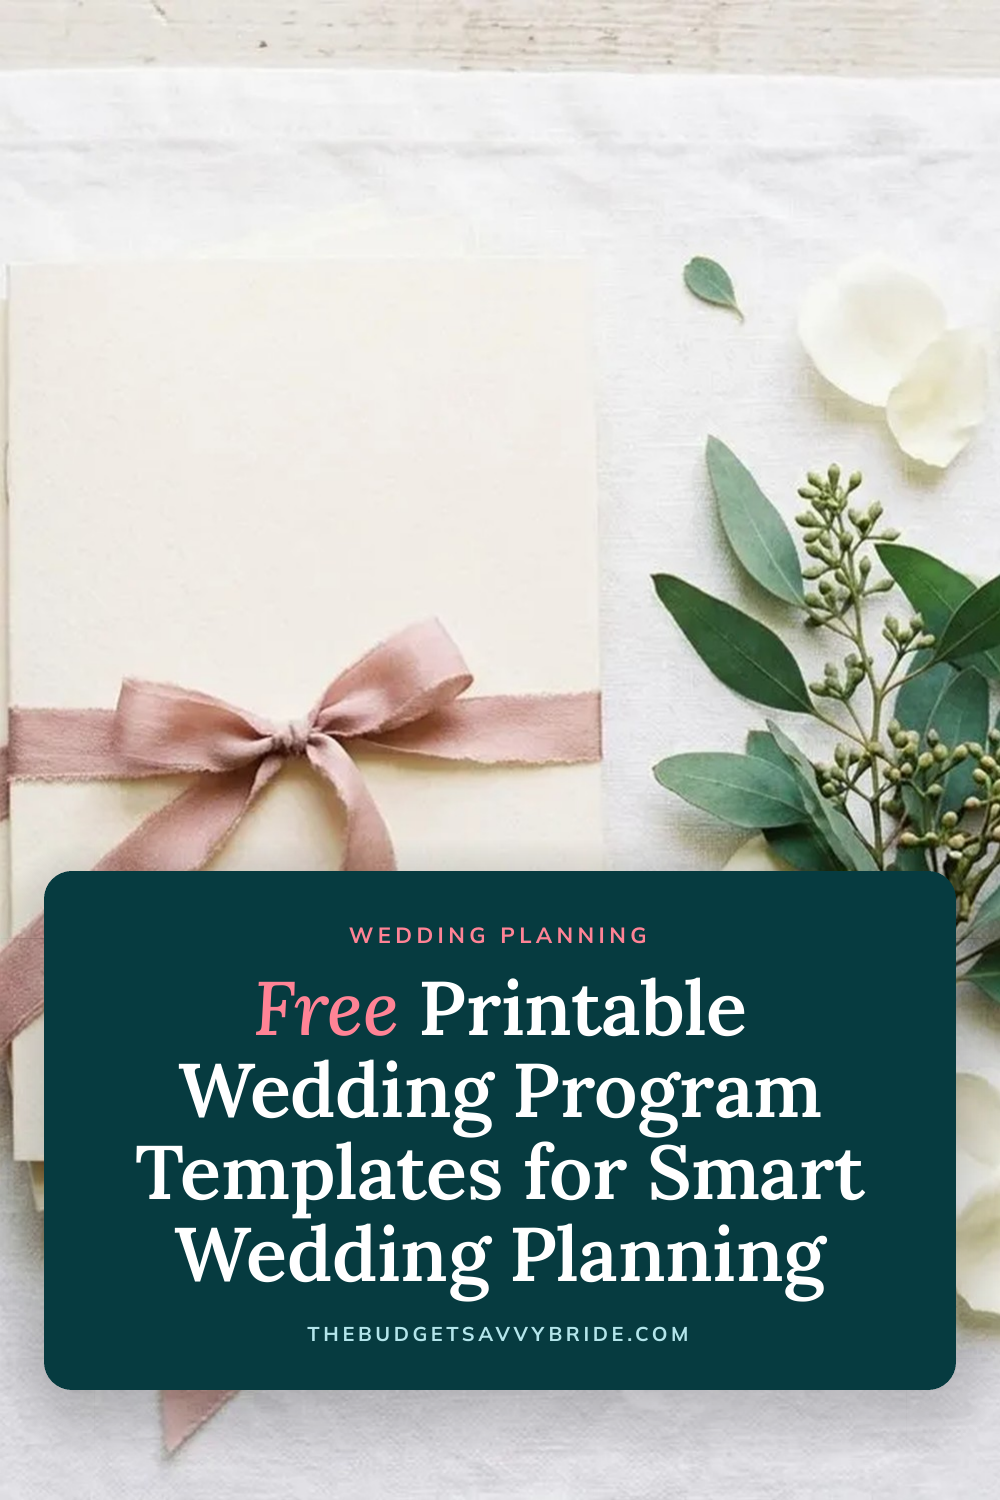 WEDDING PLANNING
Free Printable
Wedding Program
Templates for Smart
Wedding Planning
THEBUDGETSAVVYBRIDE.COM